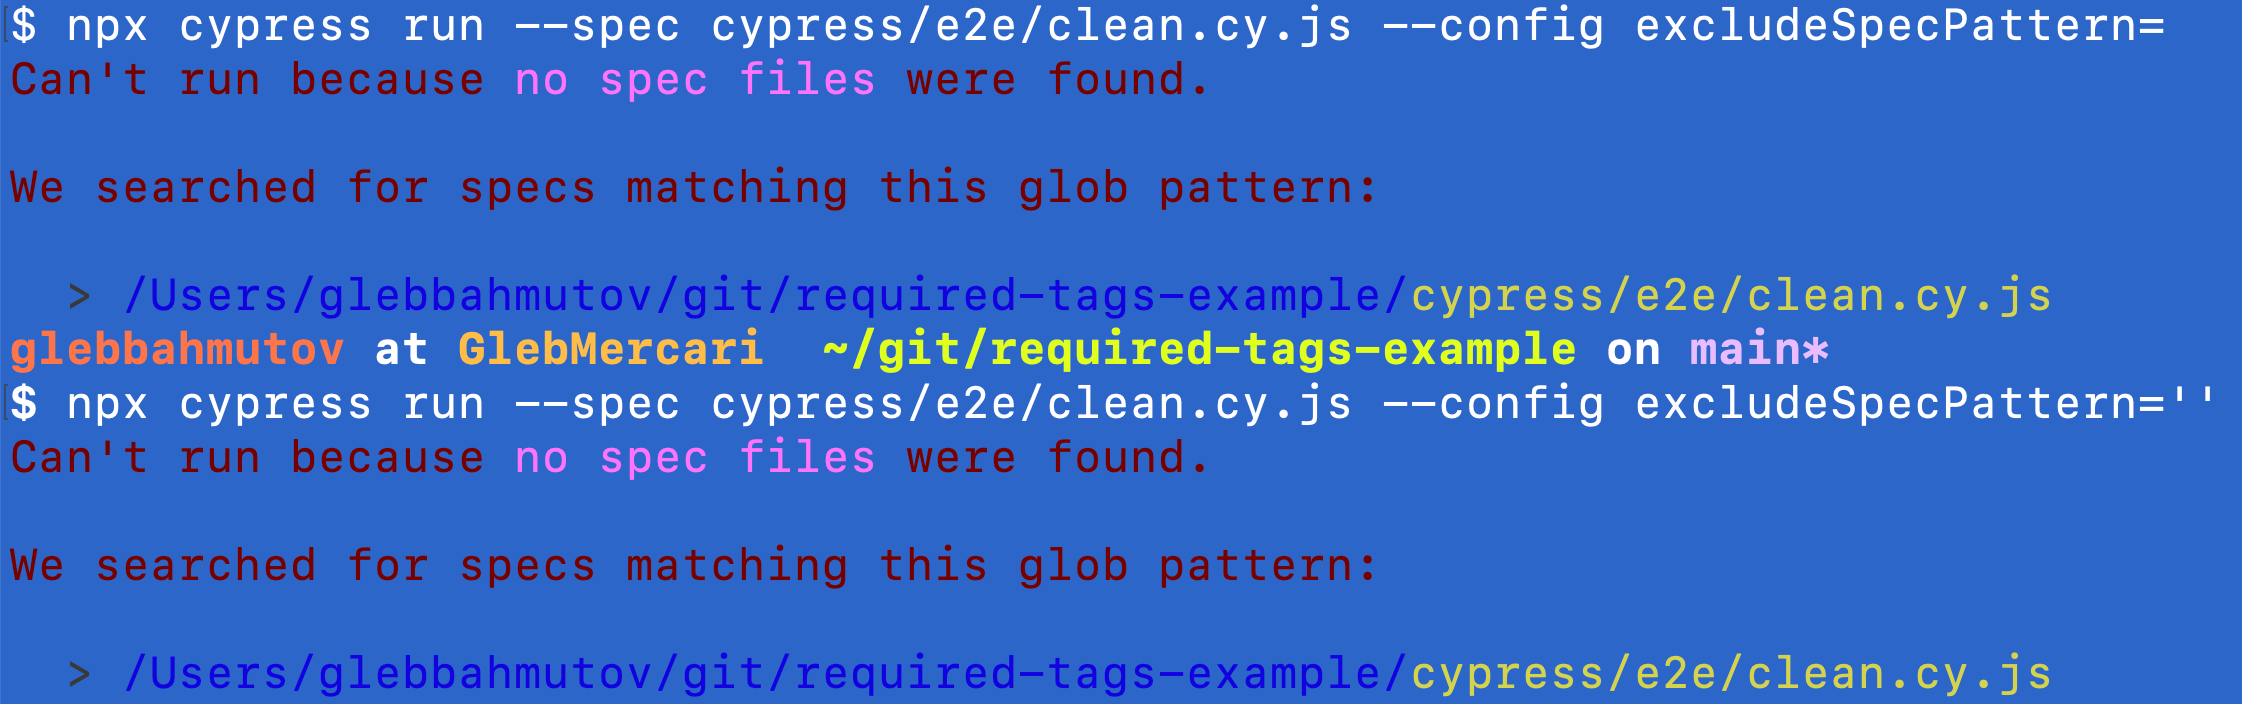 $ npx cypress run --spec cypress/e2e/clean.cy.js --config excludeSpecPattern=
Can't run because no spec files were found.
We searched for specs matching this glob pattern:
> /Users/glebbahmutov/git/required-tags-example/cypress/e2e/clean.cy.js
glebbahmutov at GlebMercari ~/git/required-tags-example on main*
$ npx cypress run --spec cypress/e2e/clean.cy.js --config excludeSpecPattern=''
Can't run because no spec files were found.
We searched for specs matching this glob pattern:
> /Users/glebbahmutov/git/required-tags-example/cypress/e2e/clean.cy.js